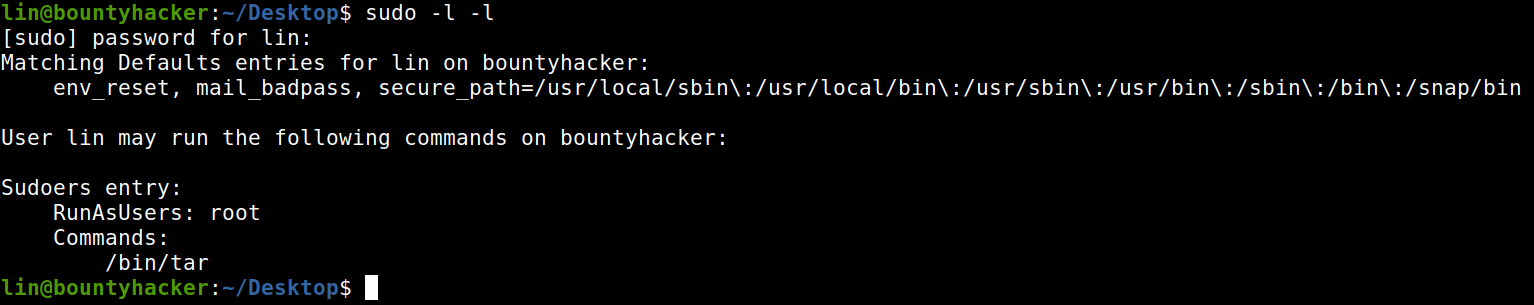 lin@bountyhacker:~/Desktop$ sudo -l -l
[sudo] password for lin:
Matching Defaults entries for lin on bountyhacker:
    env_reset, mail_badpass, secure_path=/usr/local/sbin\:/usr/local/bin\:/usr/sbin\:/usr/bin\:/sbin\:/bin\:/snap/bin
User lin may run the following commands on bountyhacker:
Sudoers entry:
    RunAsUsers: root
    Commands:
        /bin/tar
lin@bountyhacker:~/Desktop$